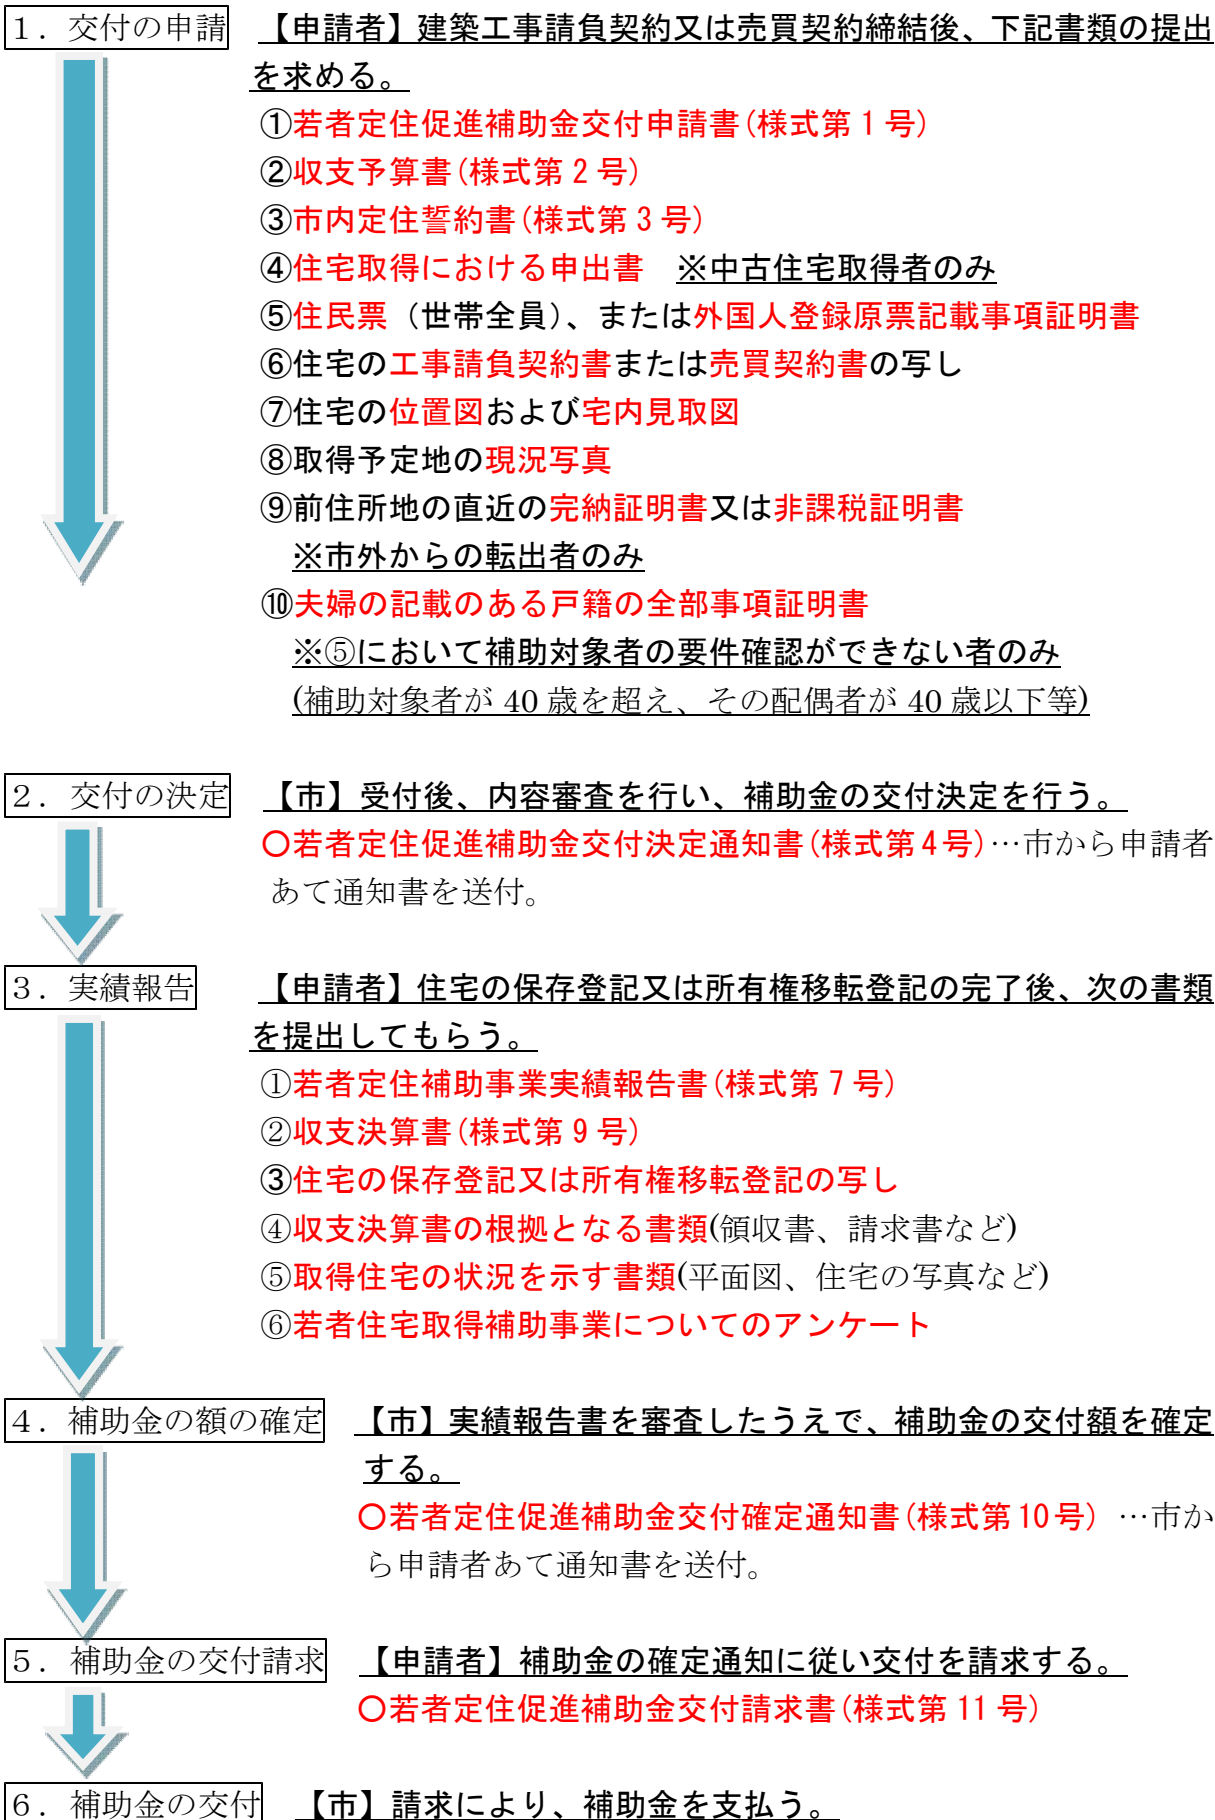 １．交付の申請　【申請者】建築工事請負契約又は売買契約締結後、下記書類の提出
を求める。
①若者定住促進補助金交付申請書(様式第１号)
②収支予算書(様式第２号)
③市内定住誓約書(様式第３号)
④住宅取得における申出書　※中古住宅取得者のみ
⑤住民票（世帯全員)、または外国人登録原票記載事項証明書
⑥住宅の工事請負契約書または売買契約書の写し
⑦住宅の位置図および宅内見取図
⑧取得予定地の現況写真
⑨前住所地の直近の完納証明書又は非課税証明書
※市外からの転出者のみ
⑩夫婦の記載のある戸籍の全部事項証明書
※⑤において補助対象者の要件確認ができない者のみ
(補助対象者が 40 歳を超え、その配偶者が 40 歳以下等)
２．交付の決定　【市】受付後、内容審査を行い、補助金の交付決定を行う。
〇若者定住促進補助金交付決定通知書(様式第4号)…市から申請者
あて通知書を送付。
３．実績報告　【申請者】住宅の保存登記又は所有権移転登記の完了後、次の書類
を提出してもらう。
①若者定住補助事業実績報告書(様式第７号)
②収支決算書(様式第９号)
③住宅の保存登記又は所有権移転登記の写し
④収支決算書の根拠となる書類(領収書、請求書など)
⑤取得住宅の状況を示す書類(平面図、住宅の写真など)
⑥若者住宅取得補助事業についてのアンケート
４．補助金の額の確定　【市】実績報告書を審査したうえで、補助金の交付額を確定
する。
〇若者定住促進補助金交付確定通知書(様式第10号) …市か
ら申請者あて通知書を送付。
５．補助金の交付請求　【申請者】補助金の確定通知に従い交付を請求する。
〇若者定住促進補助金交付請求書(様式第 11 号)
６．補助金の交付　【市】請求により、補助金を支払う。